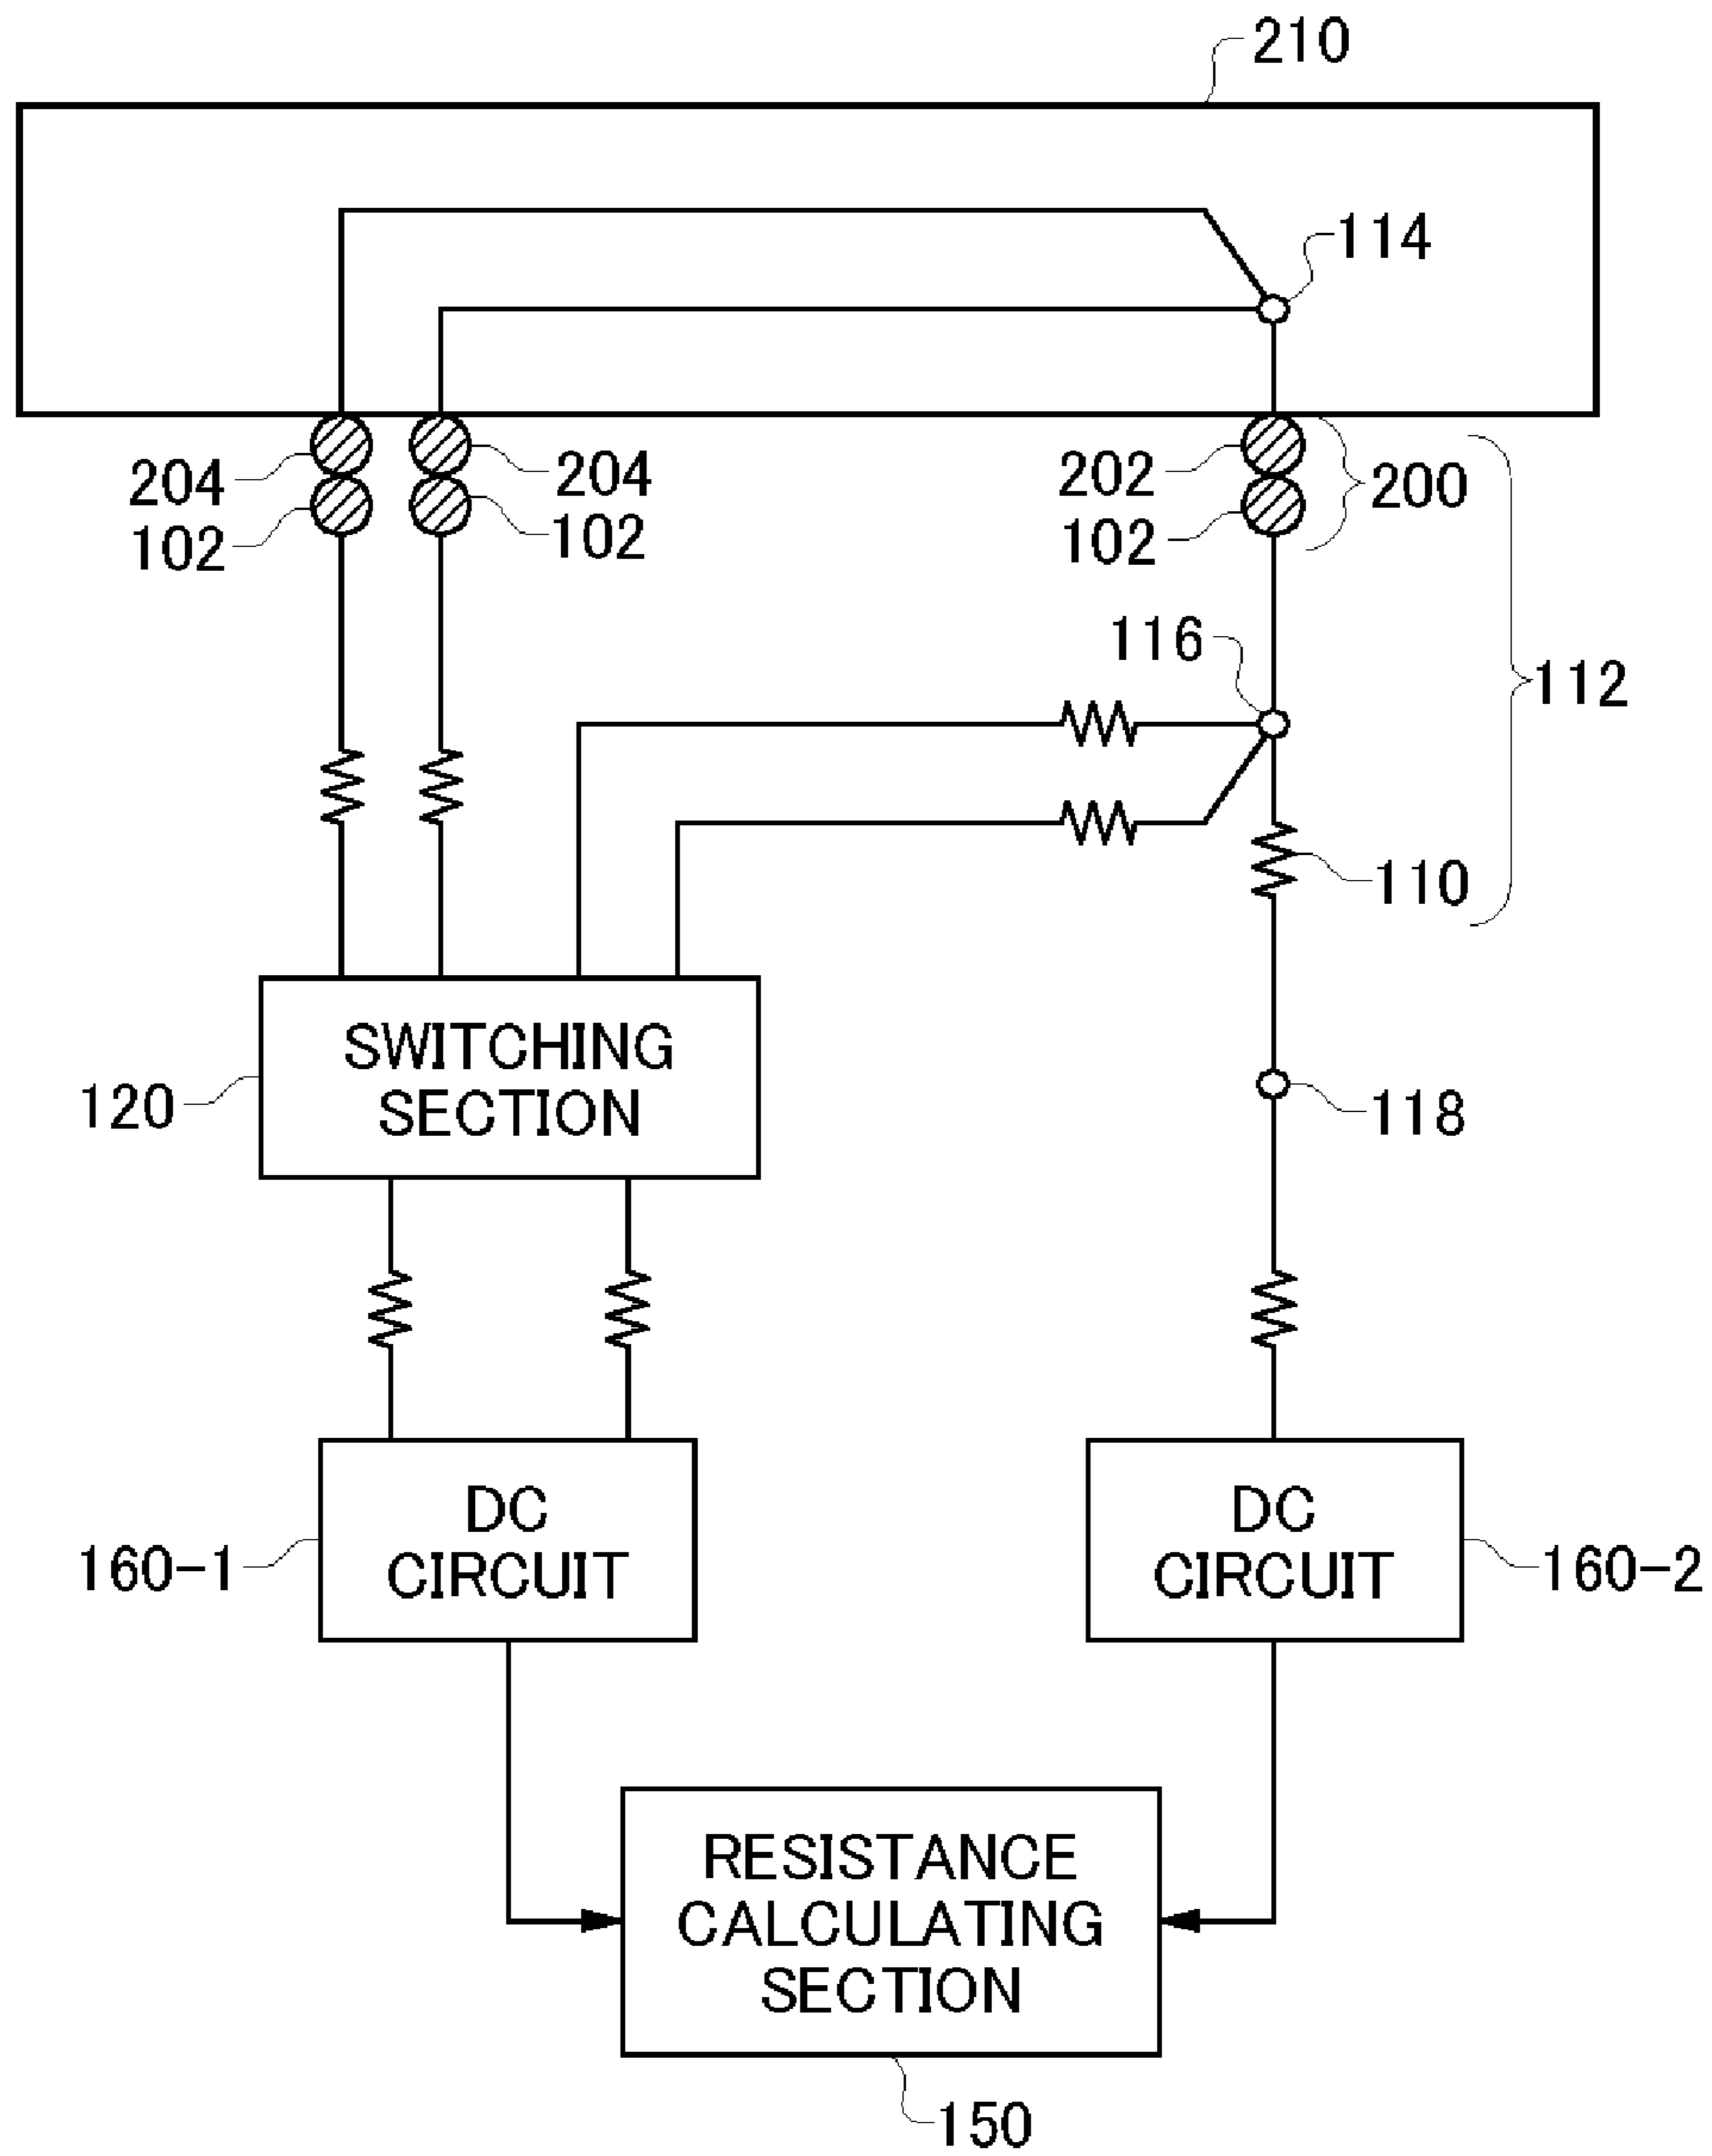 210
114
204
204
202
200
102
102
102
116
112
110
SWITCHING
SECTION
120
118
DC
CIRCUIT
160-1
DC
CIRCUIT
160-2
RESISTANCE
CALCULATING
SECTION
150